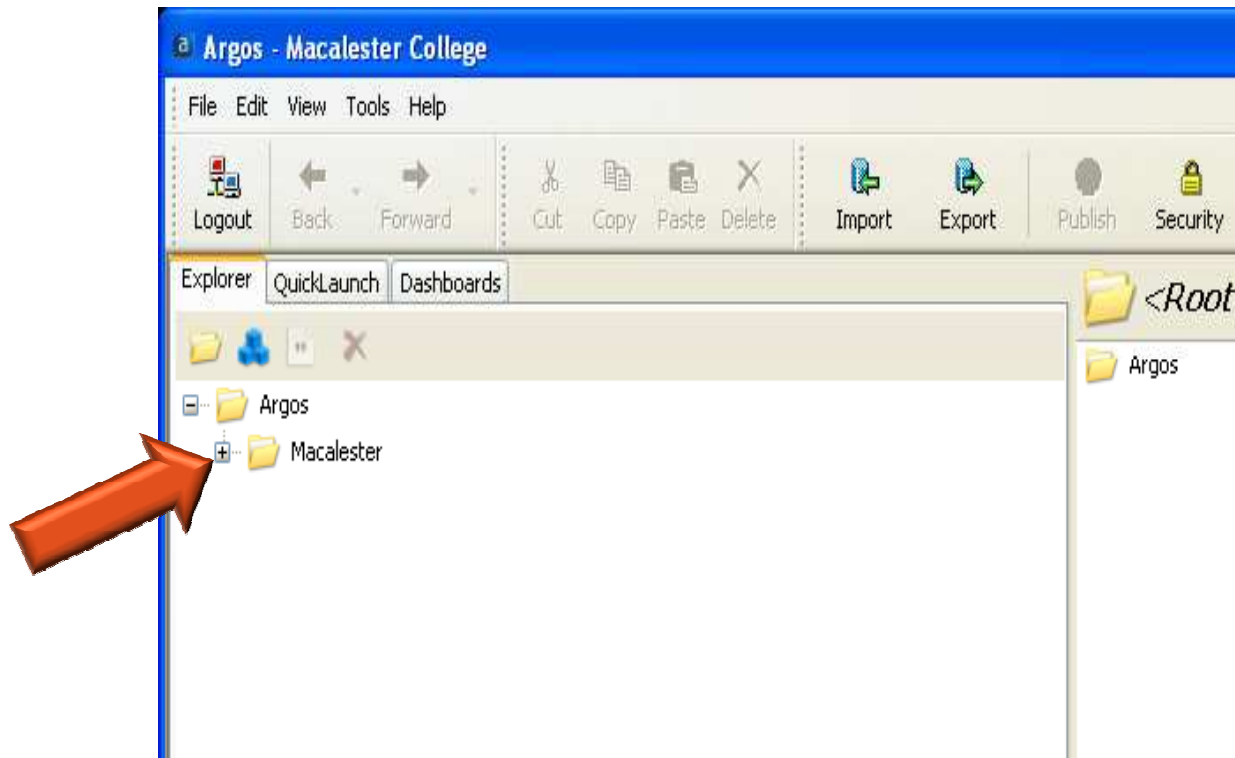 Argos - Macalester College
File Edit View Tools Help
Logout Back Forward Cut Copy Paste Delete Import Export Publish Security
Explorer QuickLaunch Dashboards
<Root
Argos
Argos
Macalester